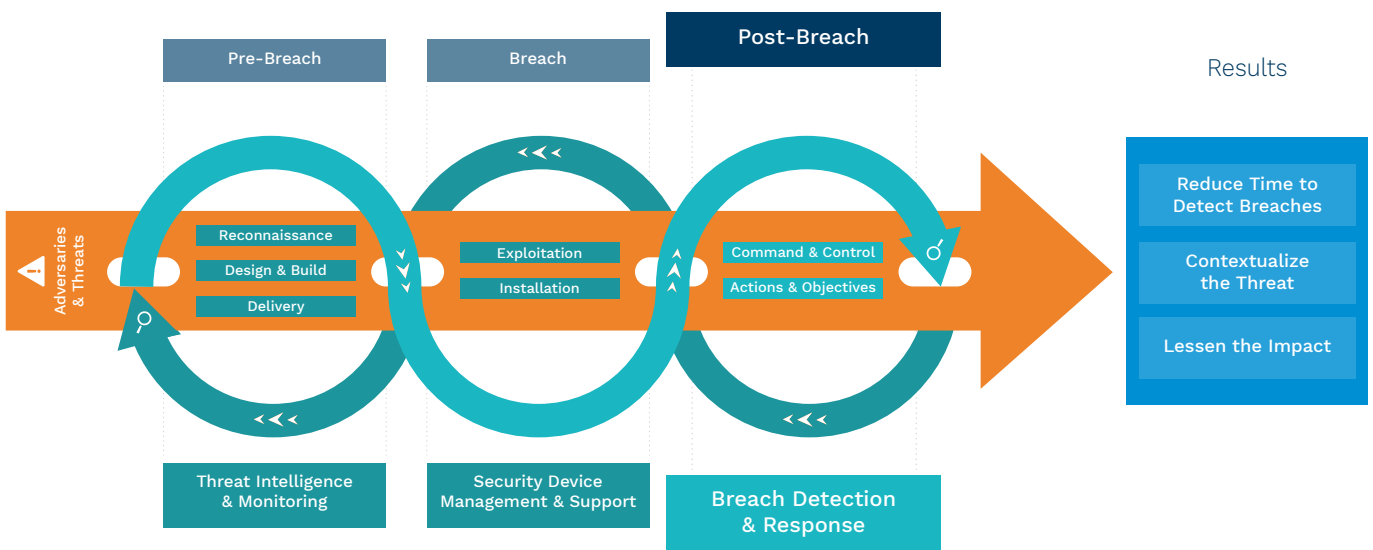 Pre-Breach
Breach
Post-Breach
Results
Adversaries
& Threats
Reconnaissance
Design & Build
Delivery
Exploitation
Installation
Command & Control
Actions & Objectives
Reduce Time to
Detect Breaches
Contextualize
the Threat
Lessen the Impact
Threat Intelligence
& Monitoring
Security Device
Management & Support
Breach Detection
& Response